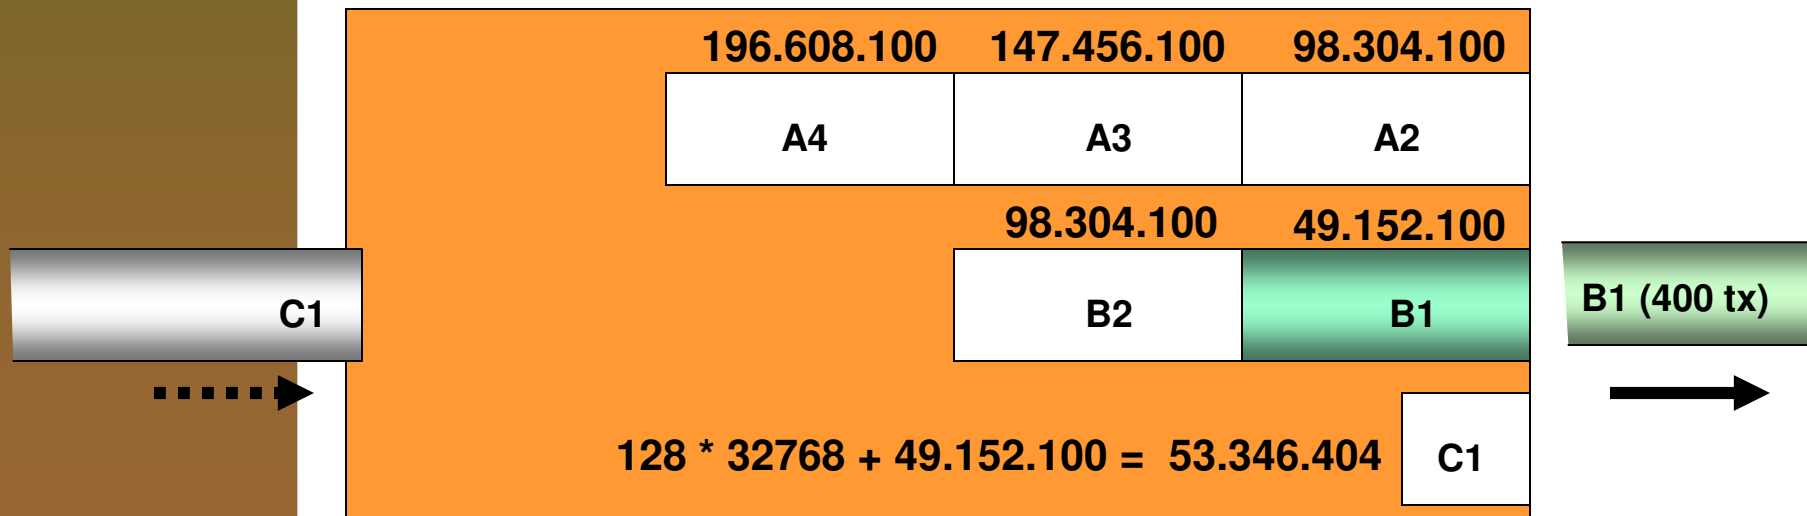 196.608.100 147.456.100 98.304.100
A4 A3 A2
98.304.100 49.152.100
C1 B2 B1 B1 (400 tx)
128 * 32768 + 49.152.100 = 53.346.404 C1